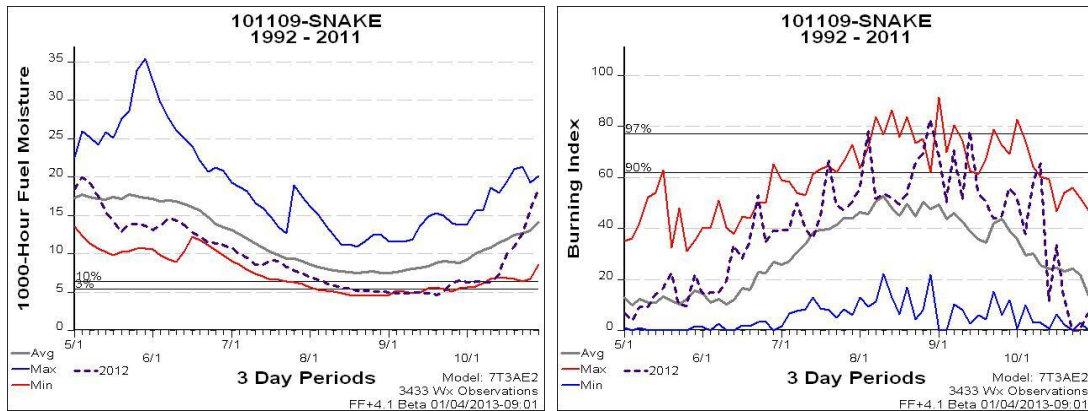 101109-SNAKE
1992 - 2011
1000-Hour Fuel Moisture
35
30
25
20
15
10
5
0
10%
3%
5/1
6/1
7/1
8/1
9/1
10/1
Avg
Max
Min
2012
3 Day Periods
Model: 7T3AE2
3433 Wx Observations
FF+4.1 Beta 01/04/2013-09:01
101109-SNAKE
1992 - 2011
Burning Index
100
80
60
40
20
0
97%
90%
5/1
6/1
7/1
8/1
9/1
10/1
Avg
Max
Min
2012
3 Day Periods
Model: 7T3AE2
3433 Wx Observations
FF+4.1 Beta 01/04/2013-09:01